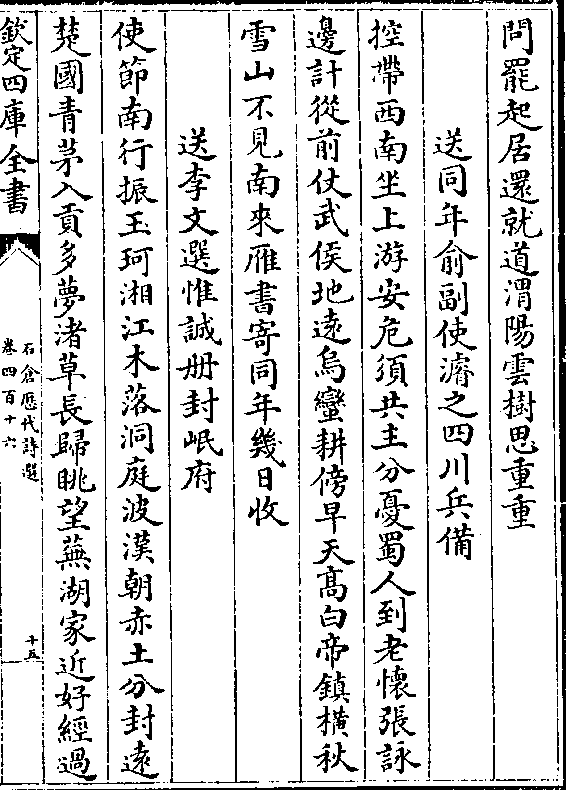 問罷起居還就道渭陽雲樹思重重
送同年俞副使濬之四川兵備
控帶西南坐上游安危須共主分憂蜀人到老懷張詠
邊計從前仗武侯地遠烏蠻耕傍早天高白帝鎮橫秋
雪山不見南來雁書寄同年幾日收
送李文選惟誠册封岷府
使節南行振玉珂湘江木落洞庭波漢朝赤土分封遠
楚國青茅入貢多夢渚草長歸眺望蕪湖家近好經過
欽定四庫全書
石倉歷代詩選
卷四百十六
十五